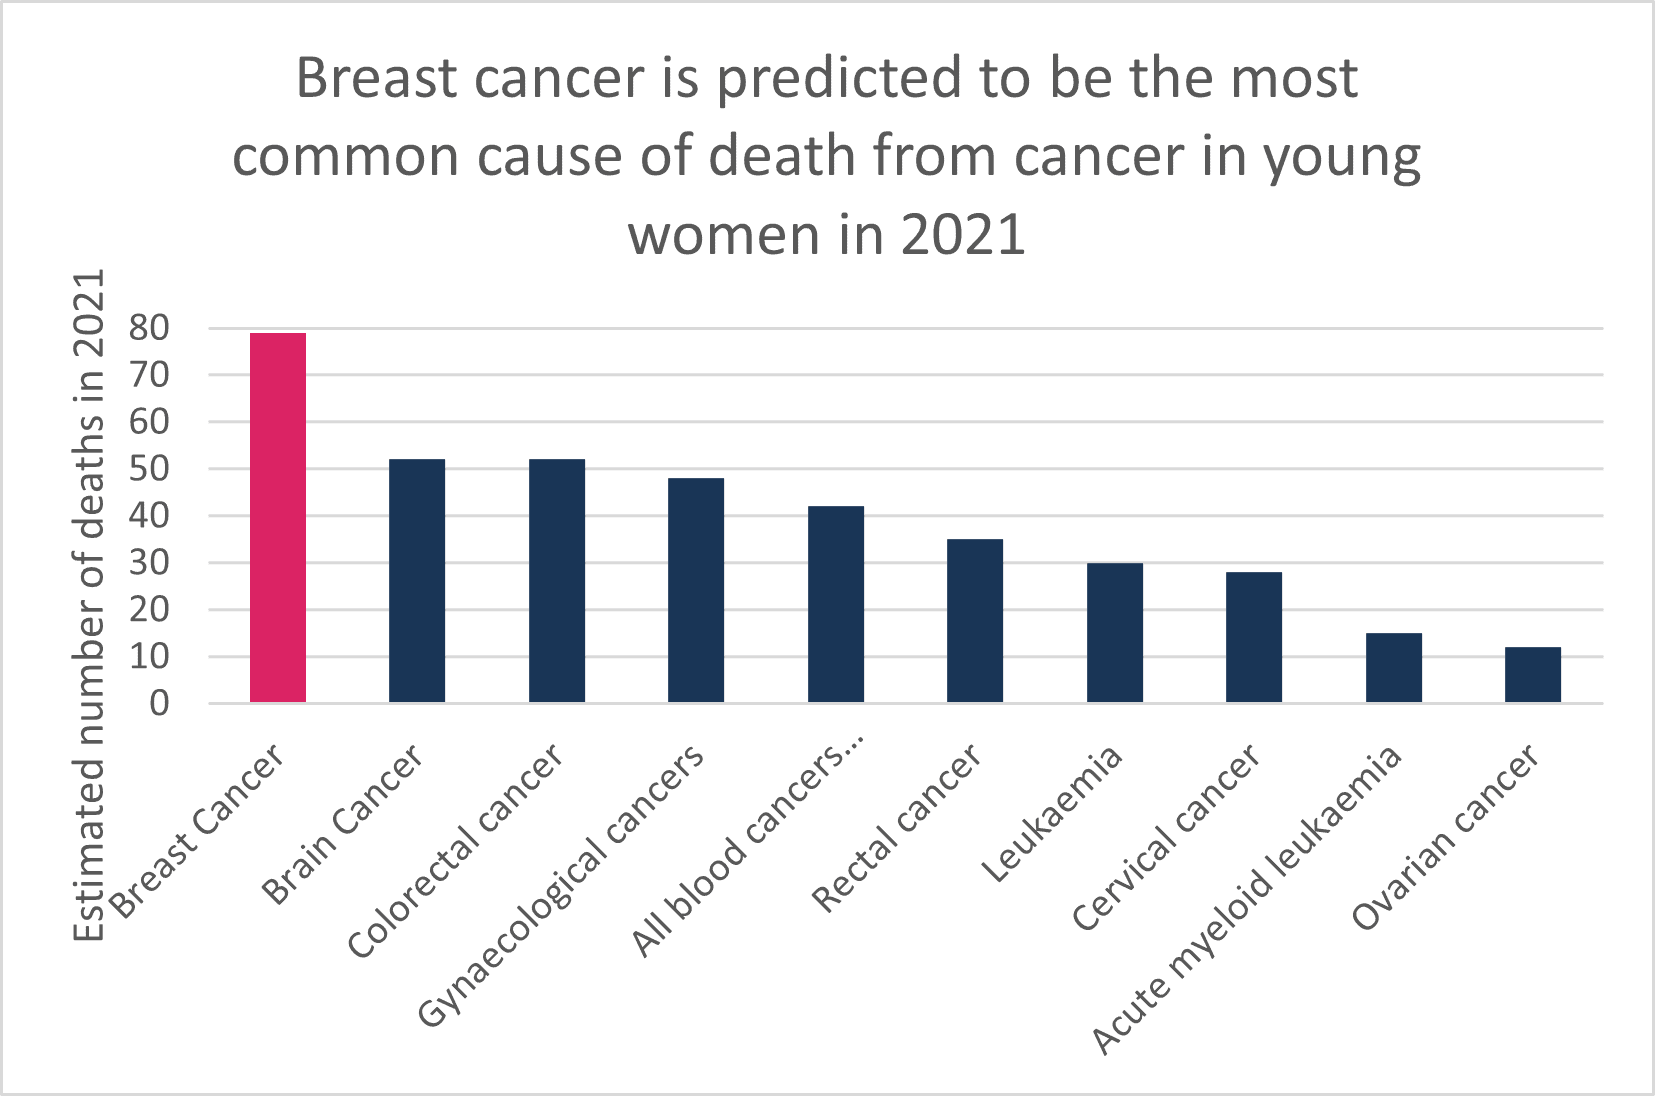 Breast cancer is predicted to be the most
common cause of death from cancer in young
women in 2021
Estimated number of deaths in 2021
80
70
60
50
40
30
20
10
0
Breast Cancer
Brain Cancer
Colorectal cancer
Gynaecological cancers
All blood cancers...
Rectal cancer
Leukaemia
Cervical cancer
Acute myeloid leukaemia
Ovarian cancer